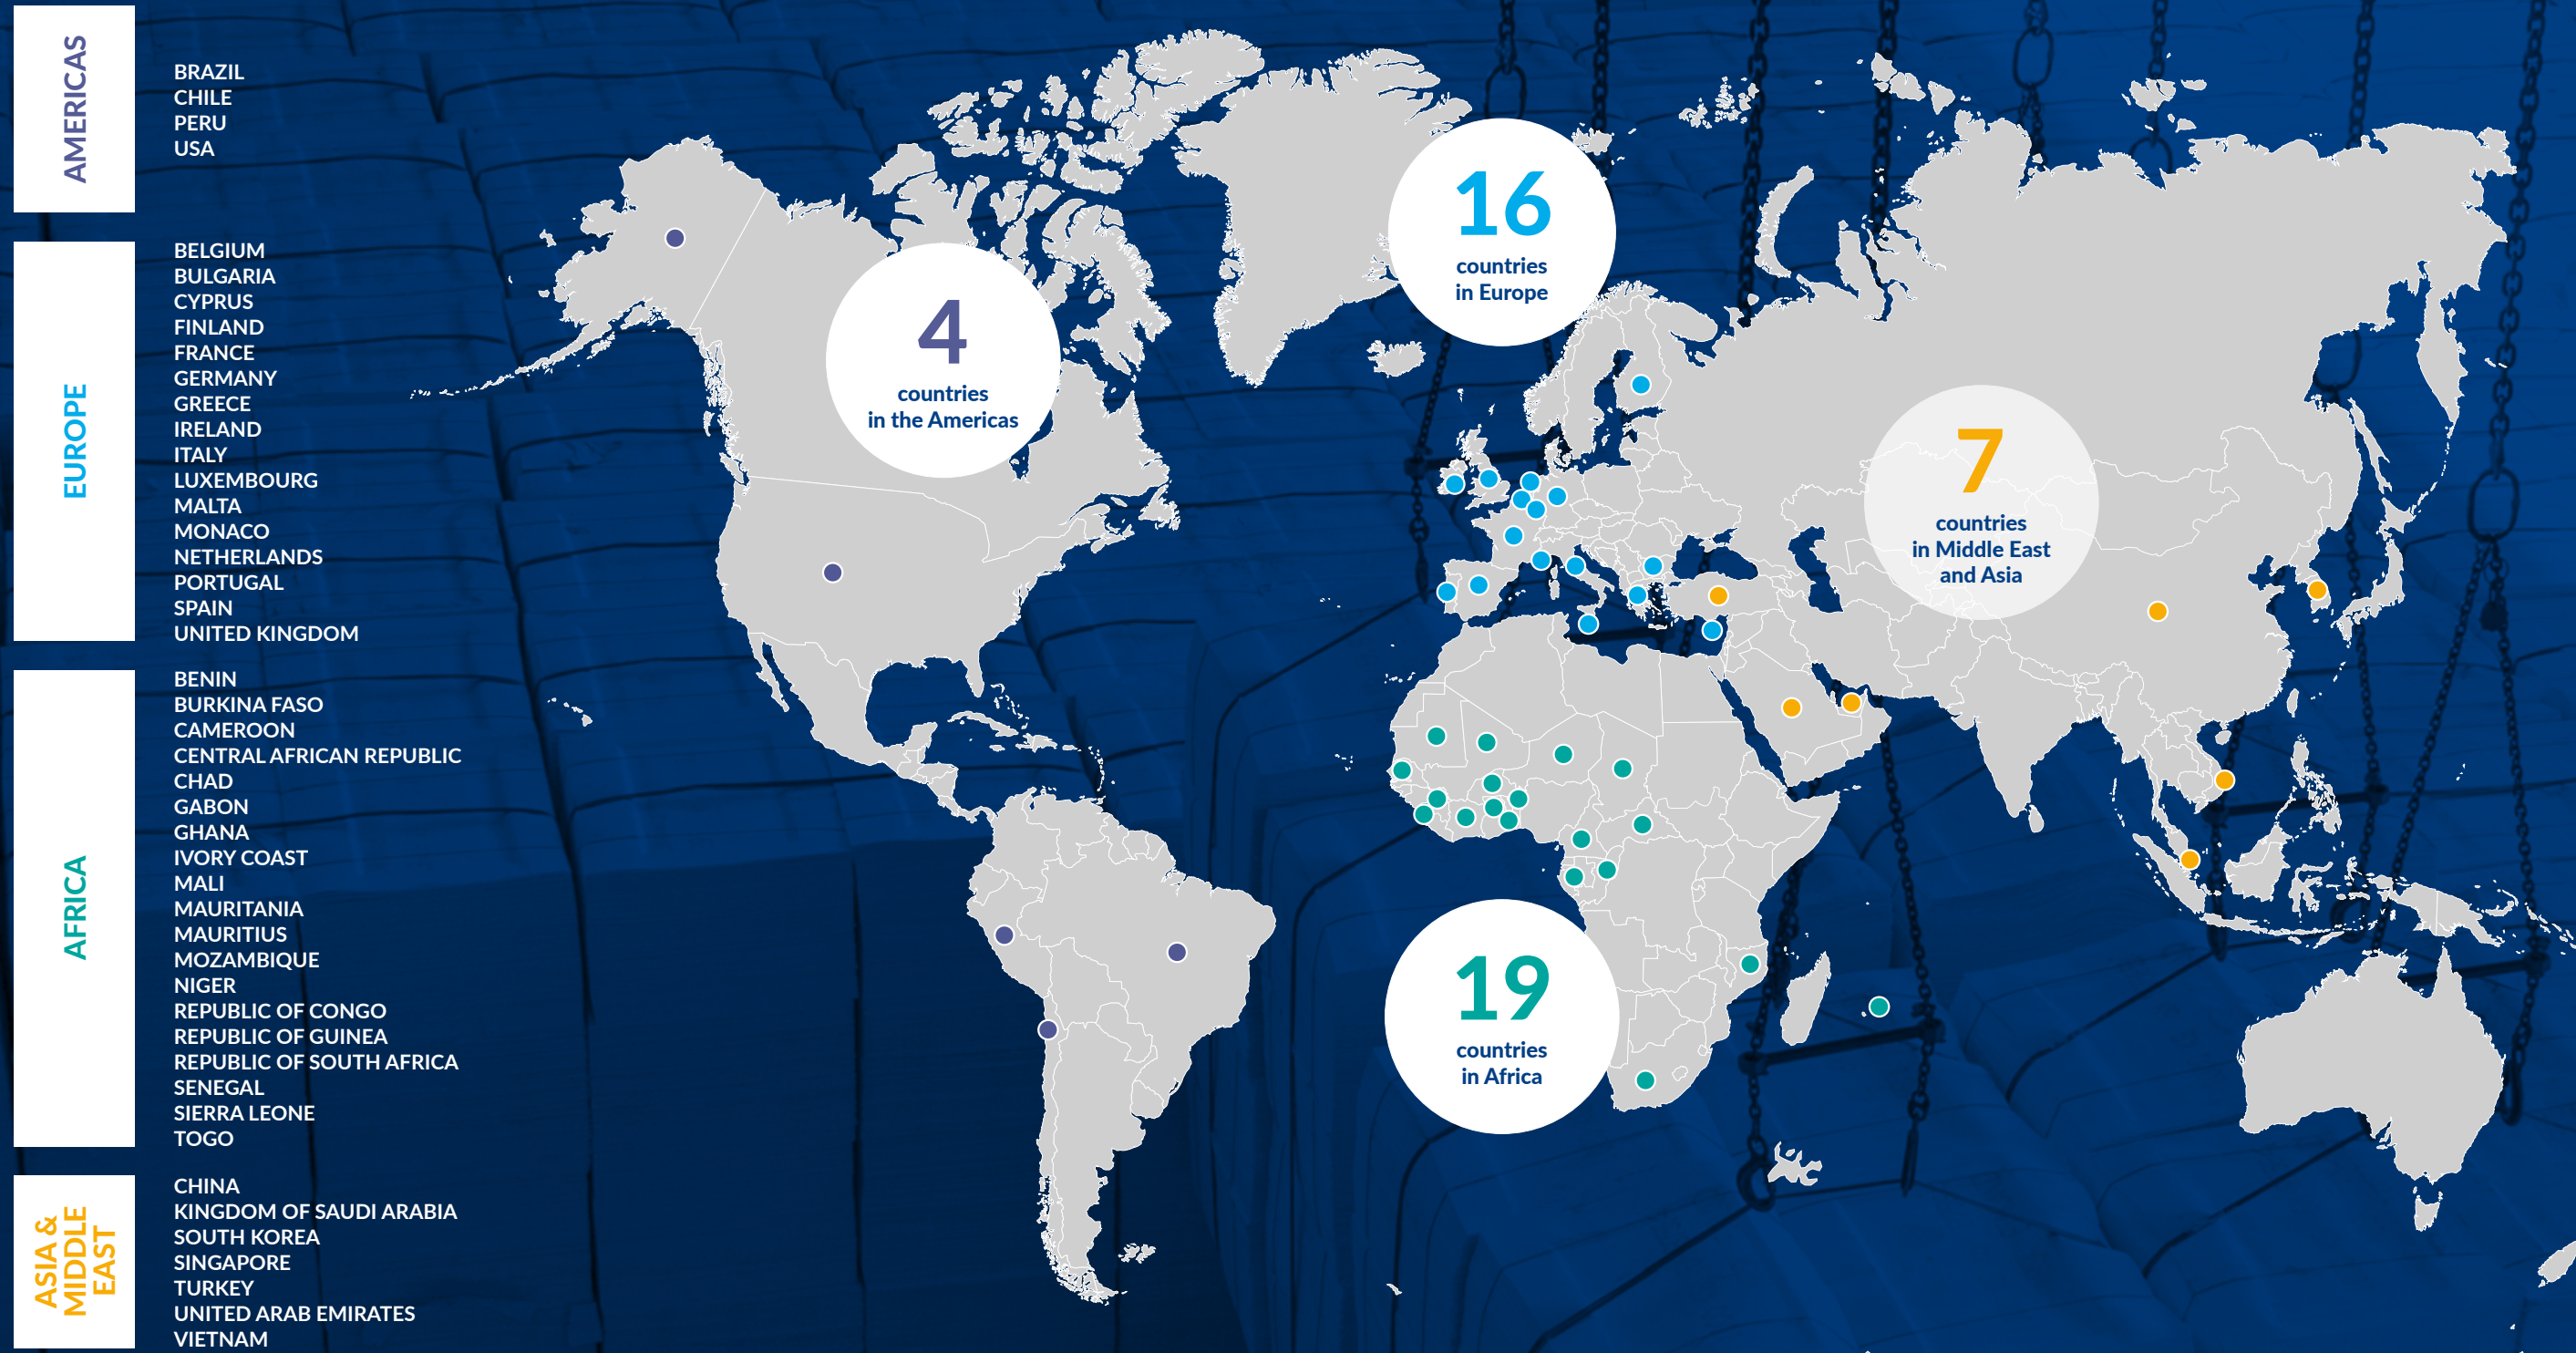 AMERICAS
BRAZIL
CHILE
PERU
USA
EUROPE
BELGIUM
BULGARIA
CYPRUS
FINLAND
FRANCE
GERMANY
GREECE
IRELAND
ITALY
LUXEMBOURG
MALTA
MONACO
NETHERLANDS
PORTUGAL
SPAIN
UNITED KINGDOM
AFRICA
BENIN
BURKINA FASO
CAMEROON
CENTRAL AFRICAN REPUBLIC
CHAD
GABON
GHANA
IVORY COAST
MALI
MAURITANIA
MAURITIUS
MOZAMBIQUE
NIGER
REPUBLIC OF CONGO
REPUBLIC OF GUINEA
REPUBLIC OF SOUTH AFRICA
SENEGAL
SIERRA LEONE
TOGO
ASIA &
MIDDLE
EAST
CHINA
KINGDOM OF SAUDI ARABIA
SOUTH KOREA
SINGAPORE
TURKEY
UNITED ARAB EMIRATES
VIETNAM
4
countries
in the Americas
16
countries
in Europe
7
countries
in Middle East
and Asia
19
countries
in Africa